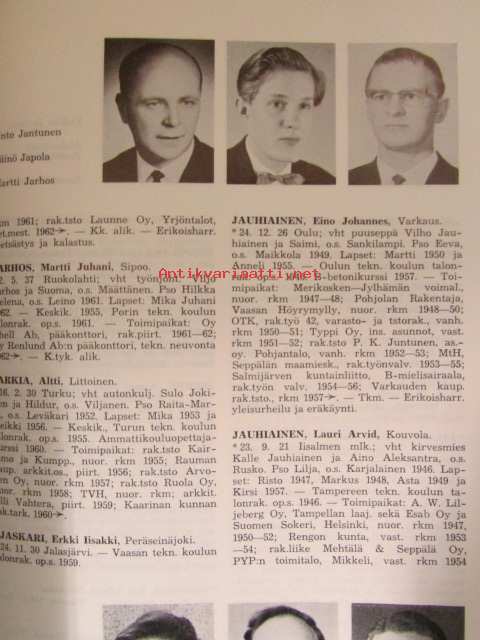 nto Jantunen
äinö Japola
Martti Jarhos
km 1961; rak.tsto Launne Oy, Yrjöntalot,
st.mest. 1962→. — Kk. alik. — Erikoisharr.
etsästys ja kalastus.
ARHOS, Martti Juhani, Sipoo.
2. 5. 37 Ruokolahti; vht työnjoht. Viljo
arhos ja Suoma, o.s. Määttänen. Pso Hilkka
elena, o.s. Leino 1961. Lapset: Mika Juhani
62. — Keskik. 1955, Porin tekn. koulun
lonrak. op.s. 1961. — Toimipaikat: Oy
hell Ab, pääkonttori, rak.piirt. 1961—62;
y Renlund Ab:n pääkonttori, tekn. neuvonta
62→. — K.tyk. alik.
ARKIA, Altti, Littoinen.
16. 2. 30 Turku; vht autonkulj. Sulo Joki-
n ja Hildur, o.s. Viljanen. Pso Raita-Mar-
, o.s. Leväkari 1952. Lapset: Mika 1953 ja
eikki 1956. — Keskik., Turun tekn. koulun
lonrak. op.s. 1955. Ammattikouluopettaja-
rssi 1960. — Toimipaikat: rak.tsto Kair-
mo ja Kumpp., nuor. rkm 1955; Rauman
up. arkkit.os., piirt. 1956; rak.tsto Arvo-
en Oy, nuor. rkm 1957; rak.tsto Ruola Oy,
nuor. rkm 1958; TVH, nuor. rkm; arkkit.
li Vahtera, piirt. 1959; Kaarinan kunnan
ak.tark. 1960→.
JASKARI, Erkki Iisakki, Peräseinäjoki.
24. 11. 30 Jalasjärvi. — Vaasan tekn. koulun
alonrak. op.s. 1959.
JAUHIAINEN, Eino Johannes, Varkaus.
* 24. 12. 26 Oulu; vht puuseppä Vilho Jau-
hiainen ja Saimi, o.s. Sankilampi. Pso Eeva,
o.s. Maikkola 1949. Lapset: Martti 1950 ja
Anneli 1955. — Oulun tekn. koulun talon-
B-betonikurssi 1957. — Toi-
mipaikat: Merikosken—Jylhämän voimal.,
nuor. rkm 1947—48; Pohjolan Rakentaja,
Vaasan Höyrymylly, nuor. rkm 1948—50;
OTK, rak.työ 42, varasto- ja tstorak., vanh.
rkm 1950—51; Typpi Oy, ins. asunnot, vast.
rkm 1951—52; rak.tsto P. K. Juntunen, as.-
oy. Pohjantalo, vanh. rkm 1952—53; MtH,
Seppälän maamiesk., rak.työnvalv. 1953—55;
Salmijärven kuntainliitto, B-mielisairaala,
rak.työn valv. 1954—56; Varkauden kaup.
rak.tsto., rkm 1957→. — Tkm. — Erikoisharr.
yleisurheilu ja eräkäynti.
JAUHIAINEN, Lauri Arvid, Kouvola.
* 23. 9. 21 Iisalmen mlk.; vht kirvesmies
Kalle Jauhiainen ja Aino Aleksantra, o.s.
Rusko. Pso Lilja, o.s. Karjalainen 1946. Lap-
set: Risto 1947, Markus 1948, Asta 1949 ja
Kirsi 1957. — Tampereen tekn. koulun ta-
lonrak. op.s. 1946. — Toimipaikat: A. W. Lil-
jeberg Oy, Tampellan laaj. sekä Esab Oy ja
Suomen Sokeri, Helsinki, nuor. rkm 1947,
1950—52; Rengon kunta, vast. rkm 1953
—54; rak.liike Mehtälä & Seppälä Oy,
PYP:n toimitalo, Mikkeli, vast. rkm 1954
Antikvariaatti.net